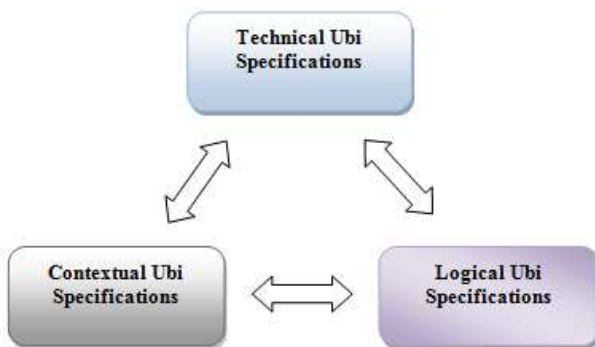 Technical Ubi
Specifications
Contextual Ubi
Specifications
Logical Ubi
Specifications